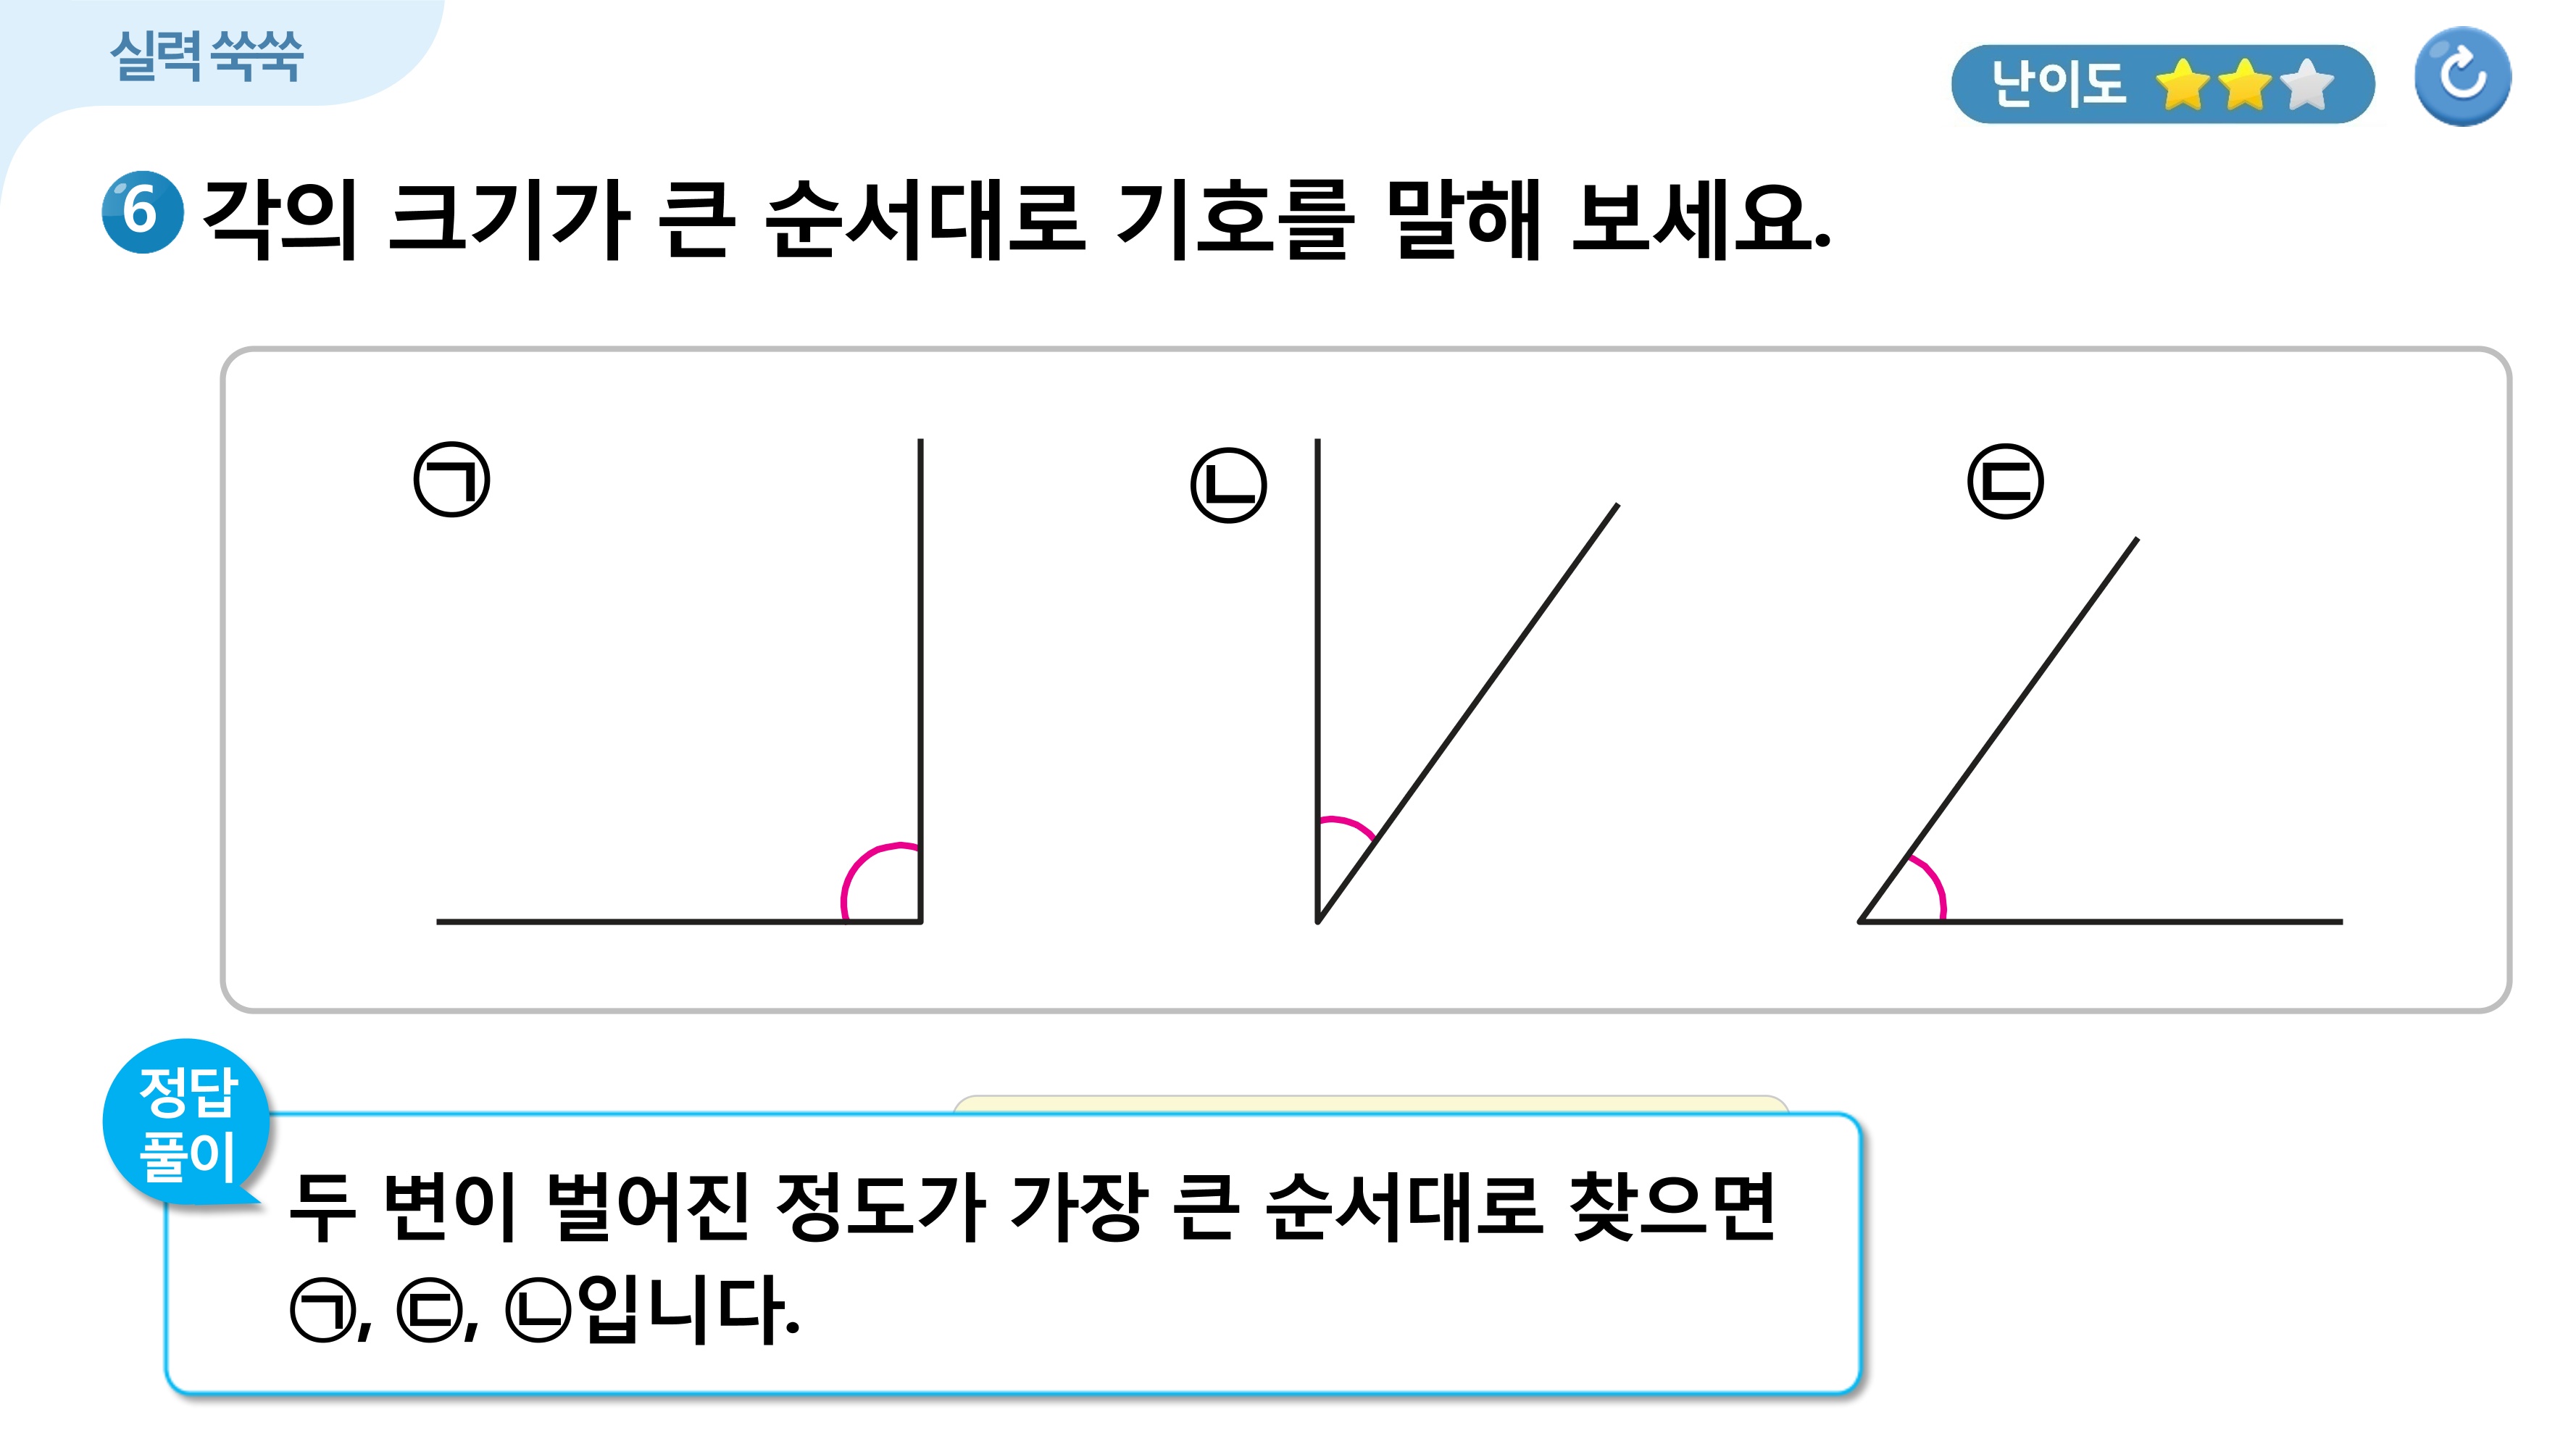 실력 쑥쑥
난이도
6 각의 크기가 큰 순서대로 기호를 말해 보세요.
㉠
㉡
㉢
정답
풀이
두 변이 벌어진 정도가 가장 큰 순서대로 찾으면
㉠, ㉢, ㉡입니다.